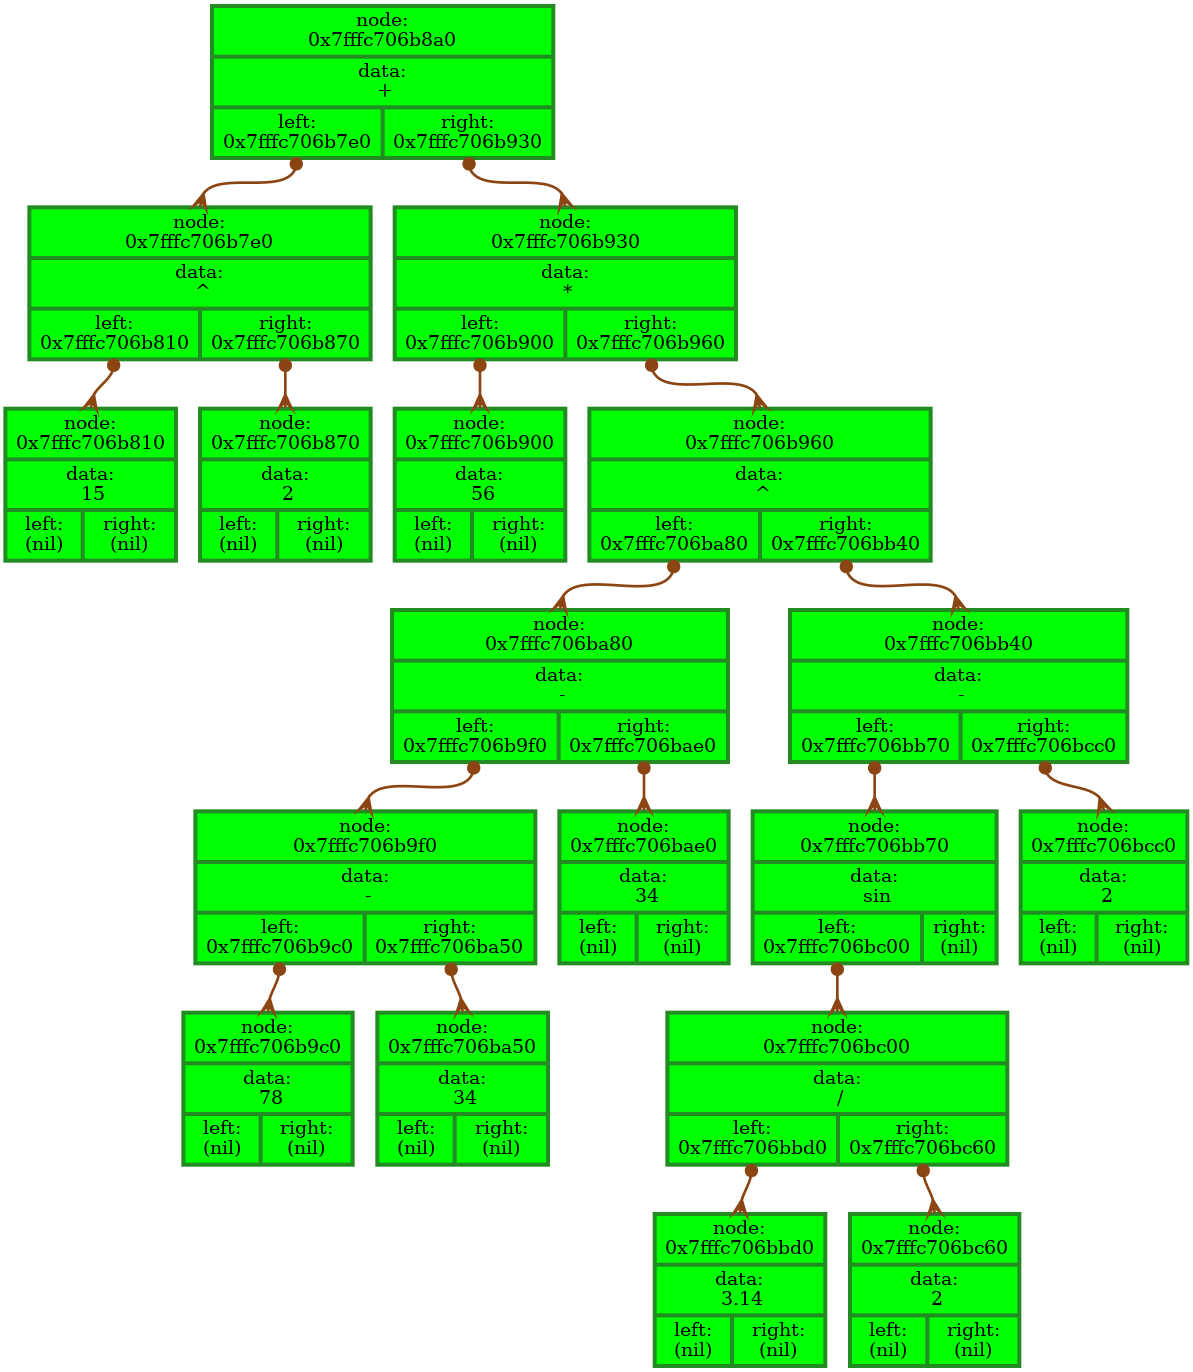 node:
0x7fffc706b8a0
data:
+
left:
0x7fffc706b7e0
right:
0x7fffc706b930
node:
0x7fffc706b7e0
data:
^
left:
0x7fffc706b810
right:
0x7fffc706b870
node:
0x7fffc706b930
data:
*
left:
0x7fffc706b900
right:
0x7fffc706b960
node:
0x7fffc706b810
data:
15
left:
(nil)
right:
(nil)
node:
0x7fffc706b870
data:
2
left:
(nil)
right:
(nil)
node:
0x7fffc706b900
data:
56
left:
(nil)
right:
(nil)
node:
0x7fffc706b960
data:
^
left:
0x7fffc706ba80
right:
0x7fffc706bb40
node:
0x7fffc706ba80
data:
-
left:
0x7fffc706b9f0
right:
0x7fffc706bae0
node:
0x7fffc706bb40
data:
-
left:
0x7fffc706bb70
right:
0x7fffc706bcc0
node:
0x7fffc706b9f0
data:
-
left:
0x7fffc706b9c0
right:
0x7fffc706ba50
node:
0x7fffc706bae0
data:
34
left:
(nil)
right:
(nil)
node:
0x7fffc706bb70
data:
sin
left:
0x7fffc706bc00
right:
(nil)
node:
0x7fffc706bcc0
data:
2
left:
(nil)
right:
(nil)
node:
0x7fffc706b9c0
data:
78
left:
(nil)
right:
(nil)
node:
0x7fffc706ba50
data:
34
left:
(nil)
right:
(nil)
node:
0x7fffc706bc00
data:
/
left:
0x7fffc706bbd0
right:
0x7fffc706bc60
node:
0x7fffc706bbd0
data:
3.14
left:
(nil)
right:
(nil)
node:
0x7fffc706bc60
data:
2
left:
(nil)
right:
(nil)